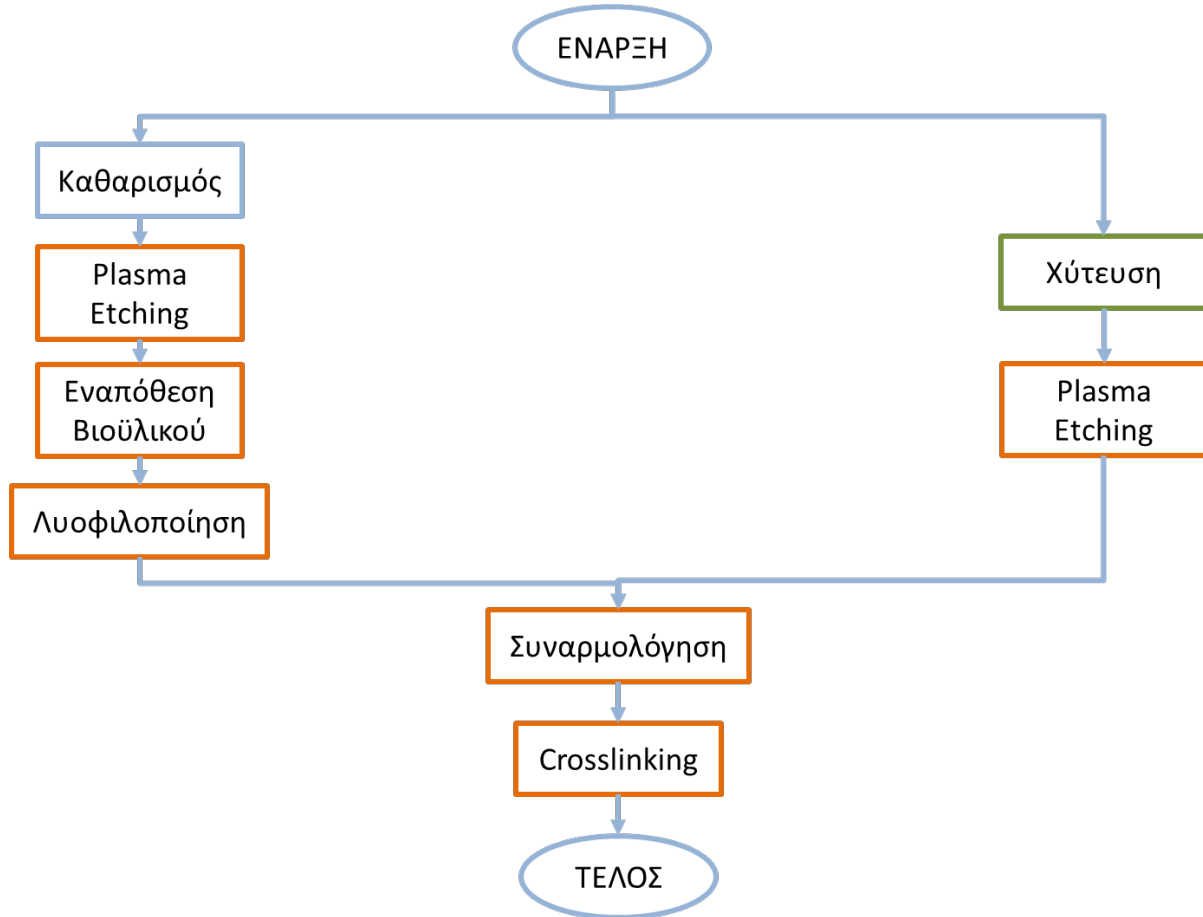 ΕΝΑΡΞΗ
Καθαρισμός
Plasma
Etching
Εναπόθεση
Βιοϋλικού
Λυοφιλοποίηση
Χύτευση
Plasma
Etching
Συναρμολόγηση
Crosslinking
ΤΕΛΟΣ